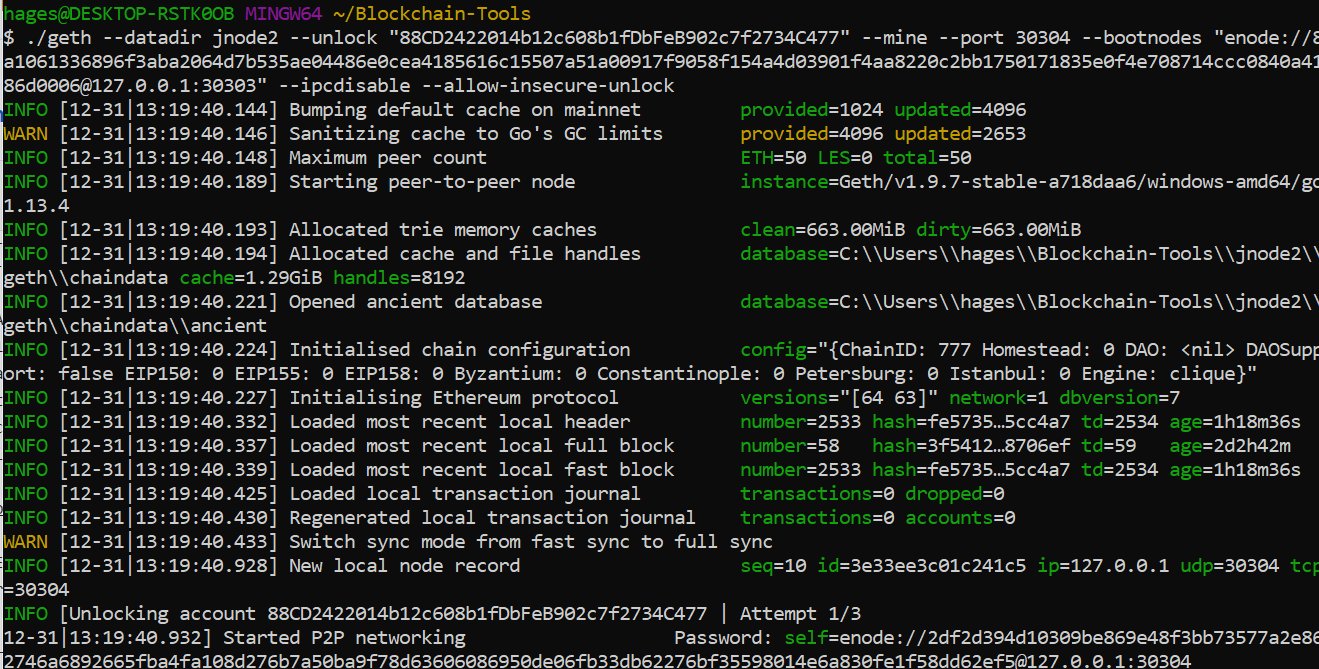 hages@DESKTOP-RSTK0OB MINGW64 ~/Blockchain-Tools
$ ./geth --datadir jnode2 --unlock "88CD2422014b12c608b1fDbFeB902c7f2734C477" --mine --port 30304 --bootnodes "enode://8
a1061336896f3aba2064d7b535ae04486e0cea4185616c15507a51a00917f9058f154a4d03901f4aa8220c2bb1750171835e0f4e708714ccc0840a41
86d0006@127.0.0.1:30303" --ipcdisable --allow-insecure-unlock
INFO [12-31|13:19:40.144] Bumping default cache on mainnet provided=1024 updated=4096
WARN [12-31|13:19:40.146] Sanitizing cache to Go's GC limits provided=4096 updated=2653
INFO [12-31|13:19:40.148] Maximum peer count ETH=50 LES=0 total=50
INFO [12-31|13:19:40.189] Starting peer-to-peer node instance=Geth/v1.9.7-stable-a718daa6/windows-amd64/go
1.13.4
INFO [12-31|13:19:40.193] Allocated trie memory caches clean=663.00MiB dirty=663.00MiB
INFO [12-31|13:19:40.194] Allocated cache and file handles database=C:\\Users\\hages\\Blockchain-Tools\\jnode2\\
geth\\chaindata cache=1.29GiB handles=8192
INFO [12-31|13:19:40.221] Opened ancient database database=C:\\Users\\hages\\Blockchain-Tools\\jnode2\\
geth\\chaindata\\ancient
INFO [12-31|13:19:40.224] Initialised chain configuration config="{ChainID: 777 Homestead: 0 DAO: <nil> DAOSupp
ort: false EIP150: 0 EIP155: 0 EIP158: 0 Byzantium: 0 Constantinople: 0 Petersburg: 0 Istanbul: 0 Engine: clique}"
INFO [12-31|13:19:40.227] Initialising Ethereum protocol versions="[64 63]" network=1 dbversion=7
INFO [12-31|13:19:40.332] Loaded most recent local header number=2533 hash=fe5735…5cc4a7 td=2534 age=1h18m36s
INFO [12-31|13:19:40.337] Loaded most recent local full block number=58 hash=3f5412…8706ef td=59 age=2d2h42m
INFO [12-31|13:19:40.339] Loaded most recent local fast block number=2533 hash=fe5735…5cc4a7 td=2534 age=1h18m36s
INFO [12-31|13:19:40.425] Loaded local transaction journal transactions=0 dropped=0
INFO [12-31|13:19:40.430] Regenerated local transaction journal transactions=0 accounts=0
WARN [12-31|13:19:40.433] Switch sync mode from fast sync to full sync
INFO [12-31|13:19:40.928] New local node record seq=10 id=3e33ee3c01c241c5 ip=127.0.0.1 udp=30304 tcp
=30304
INFO [Unlocking account 88CD2422014b12c608b1fDbFeB902c7f2734C477 | Attempt 1/3
12-31|13:19:40.932] Started P2P networking Password: self=enode://2df2d394d10309be869e48f3bb73577a2e86
2746a6892665fba4fa108d276b7a50ba9f78d63606086950de06fb33db62276bf35598014e6a830fe1f58dd62ef5@127.0.0.1:30304